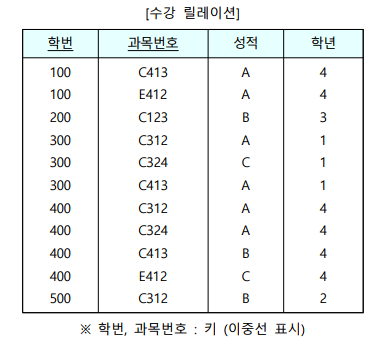 [수강 릴레이션]
학번 과목번호 성적 학년
100 C413 A 4
100 E412 A 4
200 C123 B 3
300 C312 A 1
300 C324 C 1
300 C413 A 1
400 C312 A 4
400 C324 A 4
400 C413 B 4
400 E412 C 4
500 C312 B 2
※ 학번, 과목번호 : 키 (이중선 표시)